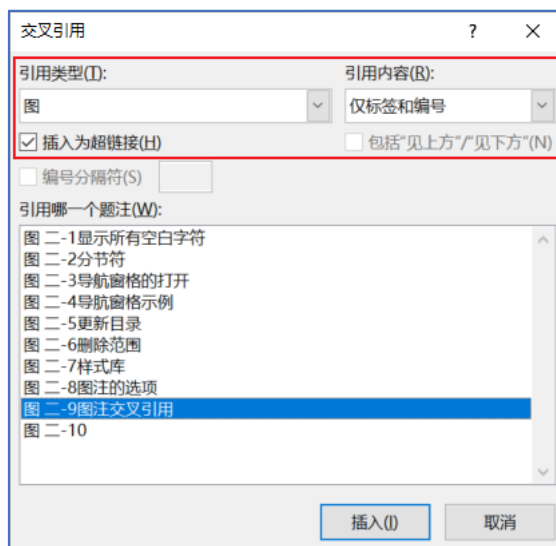 交叉引用
引用类型(T):
引用内容(R):
图
仅标签和编号
插入为超链接(H)
包括"见上方"/"见下方"(N)
编号分隔符(S)
引用哪一个题注(W):
图 二-1显示所有空白字符
图 二-2分节符
图 二-3导航窗格的打开
图 二-4导航窗格示例
图 二-5更新目录
图 二-6删除范围
图 二-7样式库
图 二-8图注的选项
图 二-9图注交叉引用
图 二-10
插入(I)
取消